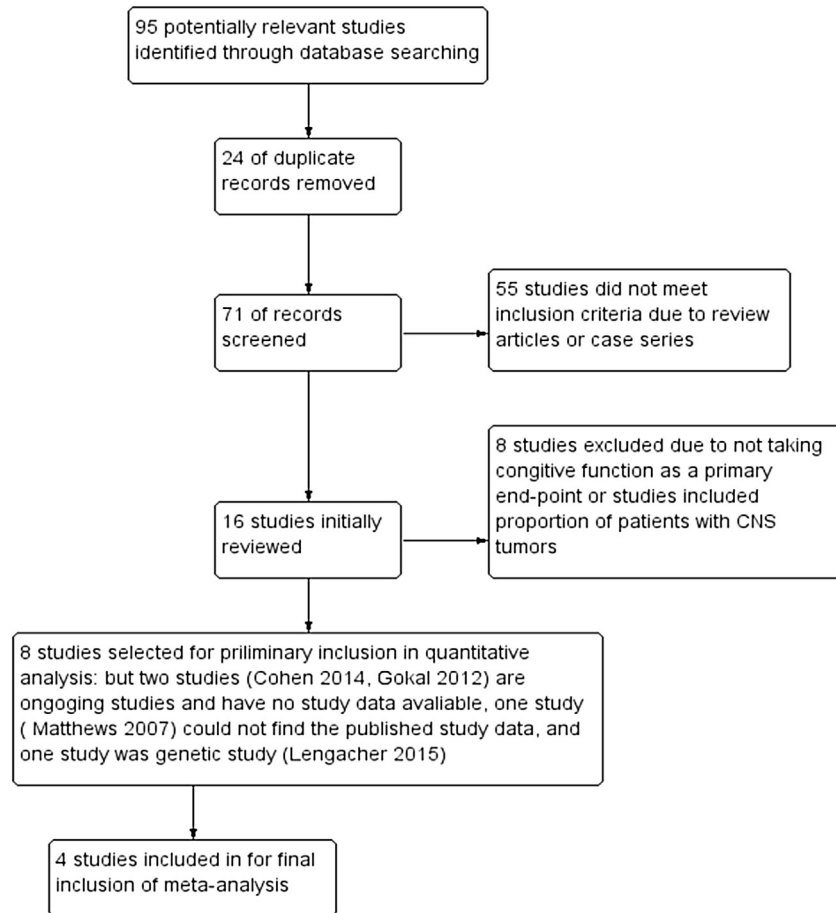 95 potentially relevant studies
identified through database searching
24 of duplicate
records removed
71 of records
screened
55 studies did not meet
inclusion criteria due to review
articles or case series
16 studies initially
reviewed
8 studies excluded due to not taking
congitive function as a primary
end-point or studies included
proportion of patients with CNS
tumors
8 studies selected for priliminary inclusion in quantitative
analysis: but two studies (Cohen 2014, Gokal 2012) are
ongoging studies and have no study data avaliable, one study
( Matthews 2007) could not find the published study data, and
one study was genetic study (Lengacher 2015)
4 studies included in for final
inclusion of meta-analysis